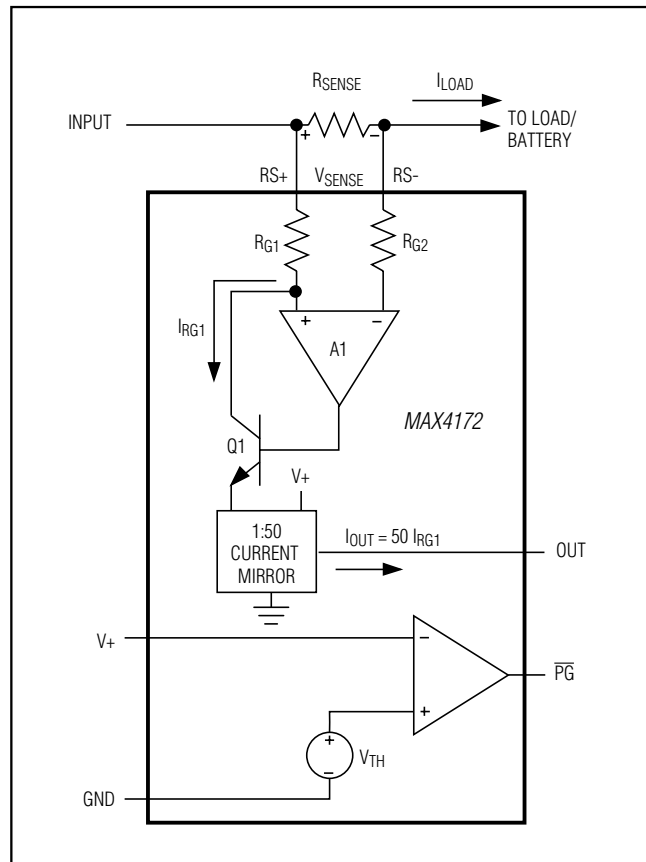 RSENSE
ILOAD
INPUT
TO LOAD/
BATTERY
+
−
RS+
VSENSE
RS-
RG1
RG2
IRG1
+
−
A1
MAX4172
Q1
V+
1:50
CURRENT
MIRROR
IOUT = 50 IRG1
OUT
V+
−
PG
+
+
−
VTH
GND